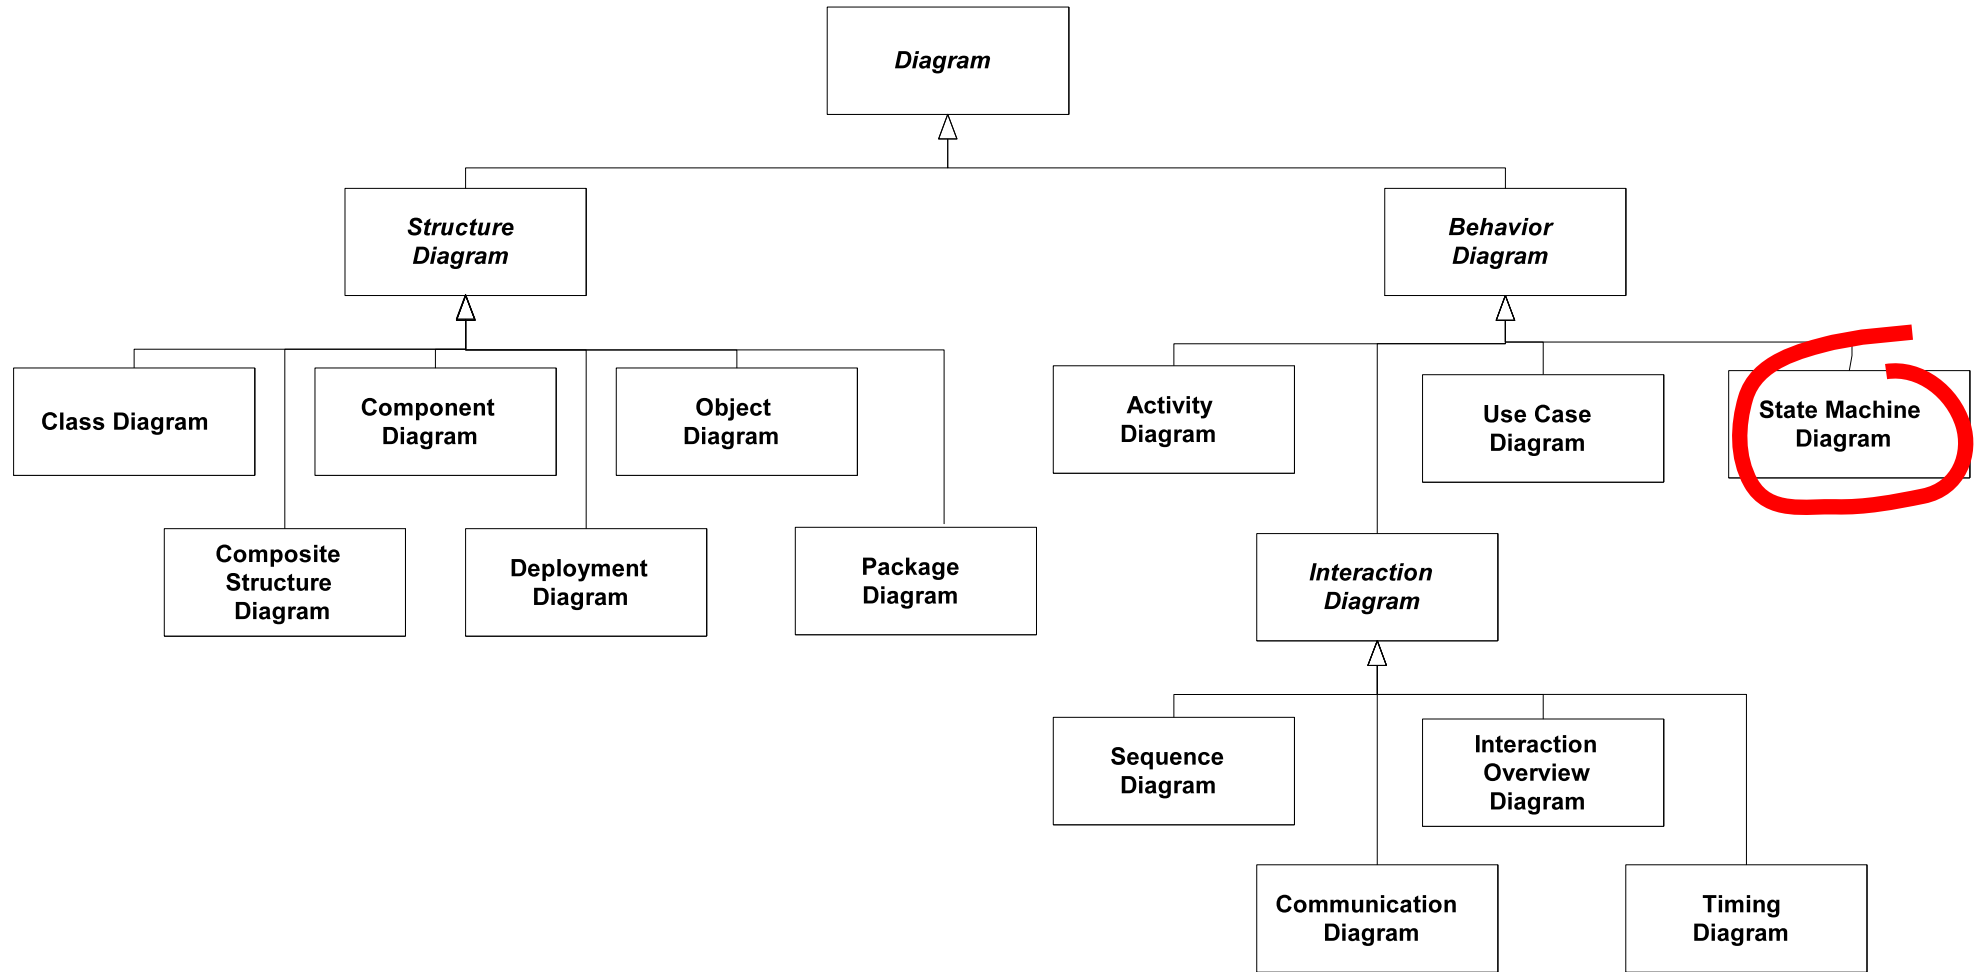 Diagram
Structure
Diagram
Behavior
Diagram
Class Diagram
Component
Diagram
Object
Diagram
Activity
Diagram
Use Case
Diagram
State Machine
Diagram
Composite
Structure
Diagram
Deployment
Diagram
Package
Diagram
Interaction
Diagram
Sequence
Diagram
Interaction
Overview
Diagram
Communication
Diagram
Timing
Diagram